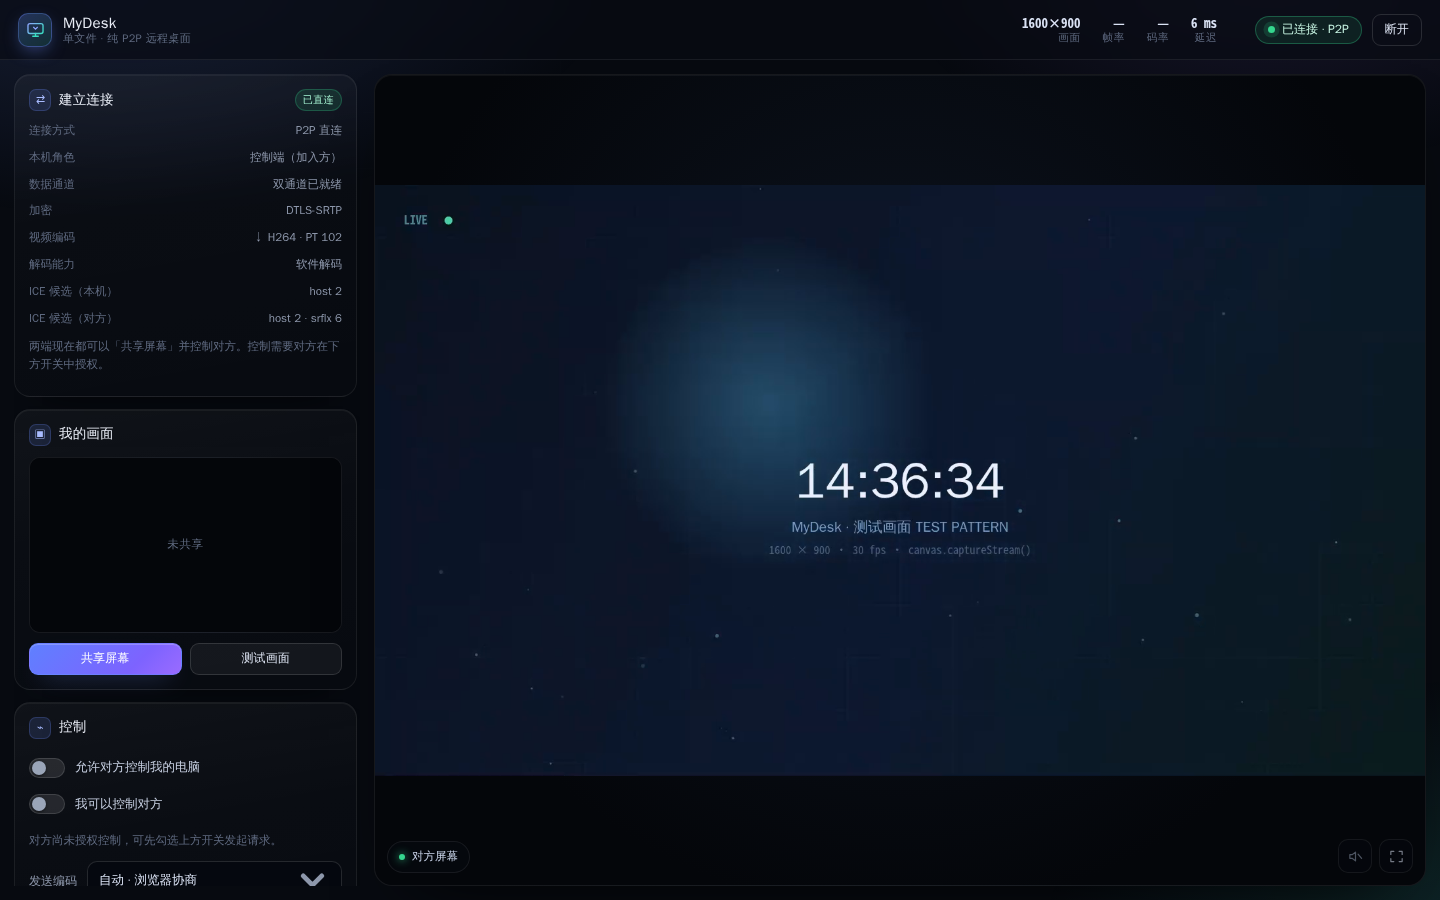 MyDesk
单文件 · 纯 P2P 远程桌面
1600×900
画面
—
帧率
—
码率
6 ms
延迟
已连接 · P2P
断开
建立连接
已直连
连接方式
P2P 直连
本机角色
控制端（加入方）
数据通道
双通道已就绪
加密
DTLS-SRTP
视频编码
↓ H264 · PT 102
解码能力
软件解码
ICE 候选（本机）
host 2
ICE 候选（对方）
host 2 · srflx 6
两端现在都可以「共享屏幕」并控制对方。控制需要对方在下
方开关中授权。
我的画面
未共享
共享屏幕
测试画面
控制
允许对方控制我的电脑
我可以控制对方
对方尚未授权控制，可先勾选上方开关发起请求。
发送编码
自动 · 浏览器协商
LIVE
14:36:34
MyDesk · 测试画面 TEST PATTERN
1600 × 900 • 30 fps • canvas.captureStream()
对方屏幕